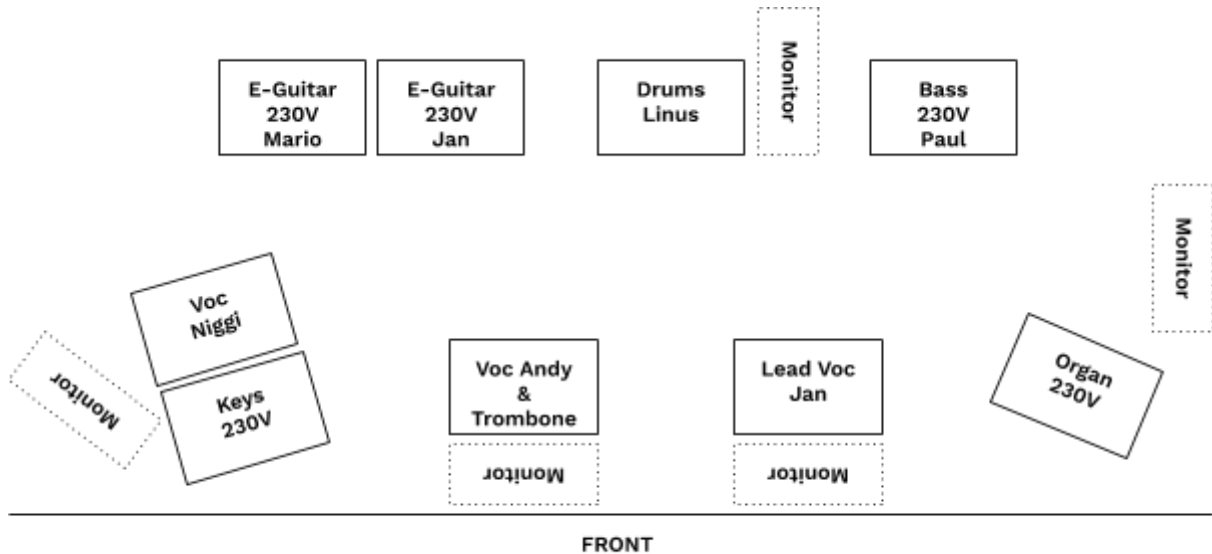 E-Guitar
230V
Mario
E-Guitar
230V
Jan
Drums
Linus
Monitor
Bass
230V
Paul
Monitor
Voc
Niggi
Monitor
Keys
230V
Voc Andy
&
Trombone
Monitor
Lead Voc
Jan
Monitor
Organ
230V
FRONT